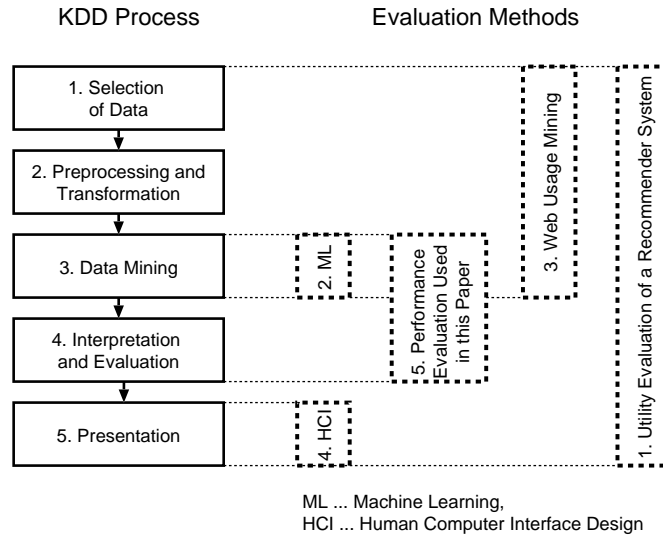 KDD Process
Evaluation Methods
1. Selection
of Data
2. Preprocessing and
Transformation
3. Data Mining
4. Interpretation
and Evaluation
5. Presentation
2. ML
4. HCI
5. Performance
Evaluation Used
in this Paper
3. Web Usage Mining
1. Utility Evaluation of a Recommender System
ML ... Machine Learning,
HCI ... Human Computer Interface Design